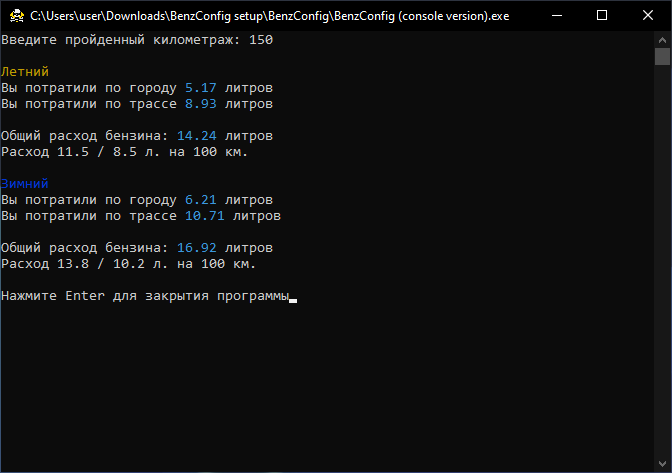 C:\Users\user\Downloads\BenzConfig setup\BenzConfig\BenzConfig (console version).exe
Введите пройденный километраж: 150
Летний
Вы потратили по городу 5.17 литров
Вы потратили по трассе 8.93 литров
Общий расход бензина: 14.24 литров
Расход 11.5 / 8.5 л. на 100 км.
Зимний
Вы потратили по городу 6.21 литров
Вы потратили по трассе 10.71 литров
Общий расход бензина: 16.92 литров
Расход 13.8 / 10.2 л. на 100 км.
Нажмите Enter для закрытия программы